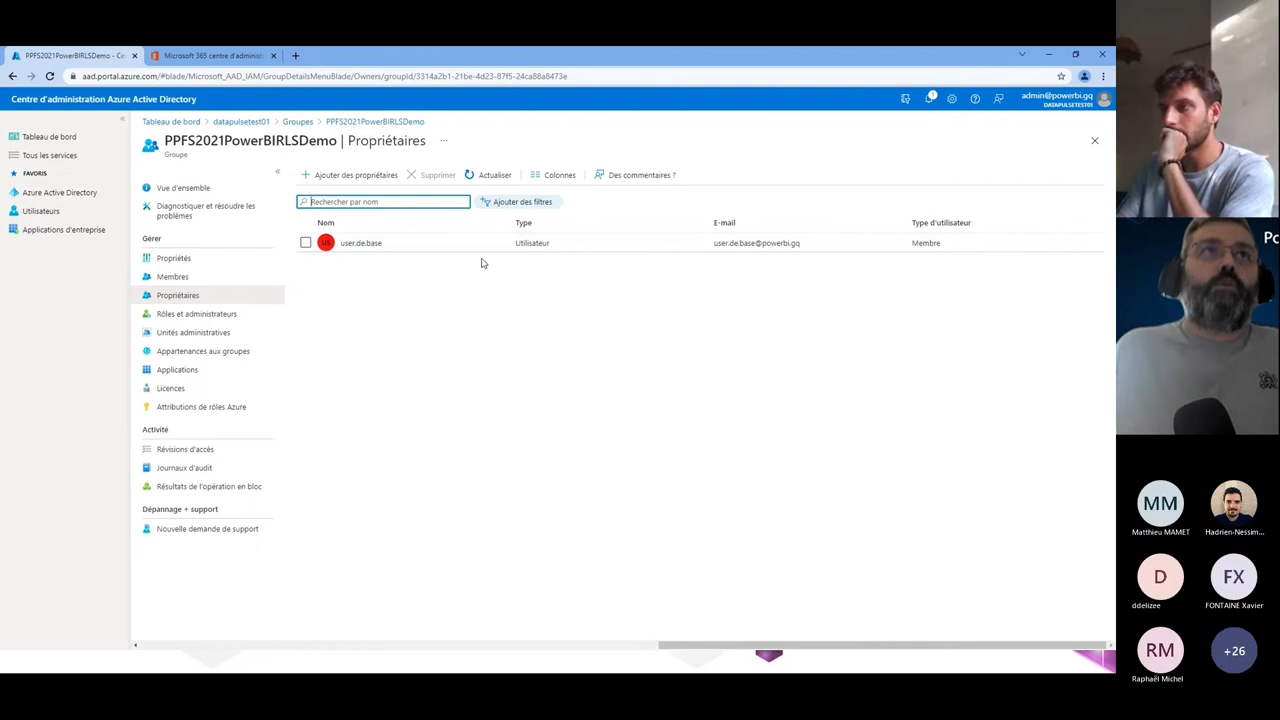 PPFS2021PowerBIRLSDemo - Ce
Microsoft 365 centre d'administ
aad.portal.azure.com/#blade/Microsoft_AAD_IAM/GroupDetailsMenuBlade/Owners/groupId/3314a2b1-21be-4d23-87f5-24ca88a8473e
Centre d'administration Azure Active Directory
1
admin@powerbi.gq
DATAPULSETEST01
Tableau de bord
Tous les services
FAVORIS
Azure Active Directory
Utilisateurs
Applications d'entreprise
Tableau de bord > datapulsetest01 > Groupes > PPFS2021PowerBIRLSDemo
PPFS2021PowerBIRLSDemo | Propriétaires ...
Groupe
Vue d'ensemble
Diagnostiquer et résoudre les
problèmes
Gérer
Propriétés
Membres
Propriétaires
Rôles et administrateurs
Unités administratives
Appartenances aux groupes
Applications
Licences
Attributions de rôles Azure
Activité
Révisions d'accès
Journaux d'audit
Résultats de l'opération en bloc
Dépannage + support
Nouvelle demande de support
Ajouter des propriétaires
Supprimer
Actualiser
Colonnes
Des commentaires ?
Rechercher par nom
Ajouter des filtres
Nom Type E-mail Type d'utilisateur
US user.de.base Utilisateur user.de.base@powerbi.gq Membre
Po
MM
Matthieu MAMET
Hadrien-Nessim...
D
ddelizee
FX
FONTAINE Xavier
RM
Raphaël Michel
+26